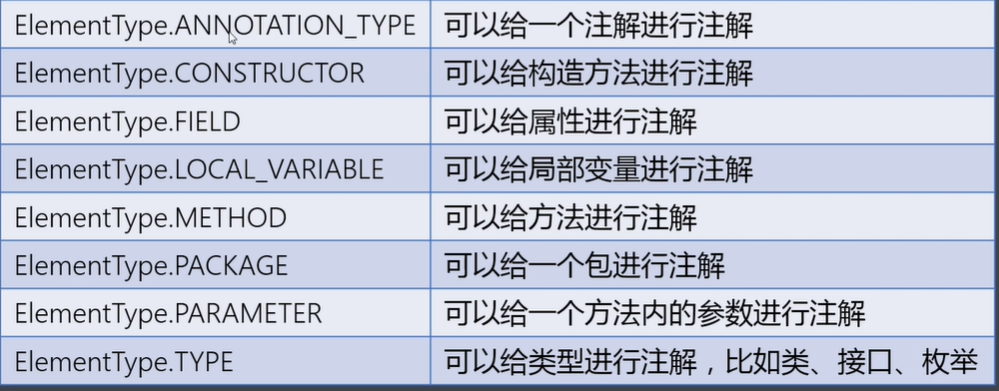 ElementType.ANNOTATION_TYPE 可以给一个注解进行注解
ElementType.CONSTRUCTOR 可以给构造方法进行注解
ElementType.FIELD 可以给属性进行注解
ElementType.LOCAL_VARIABLE 可以给局部变量进行注解
ElementType.METHOD 可以给方法进行注解
ElementType.PACKAGE 可以给一个包进行注解
ElementType.PARAMETER 可以给一个方法内的参数进行注解
ElementType.TYPE 可以给类型进行注解，比如类、接口、枚举